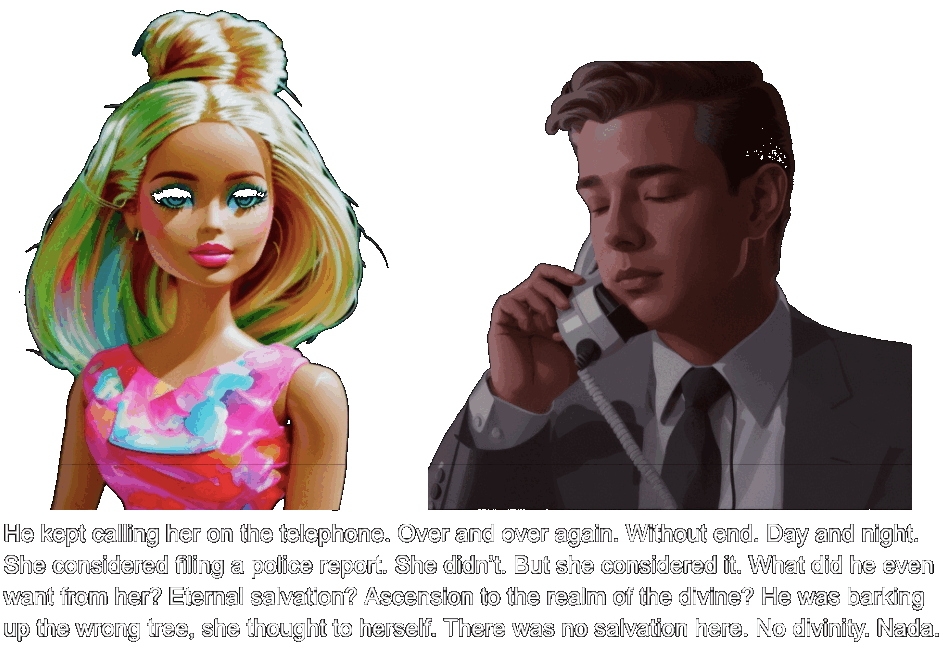 He kept calling her on the telephone. Over and over again. Without end. Day and night.
She considered filing a police report. She didn't. But she considered it. What did he even
want from her? Eternal salvation? Ascension to the realm of the divine? He was barking
up the wrong tree, she thought to herself. There was no salvation here. No divinity. Nada.